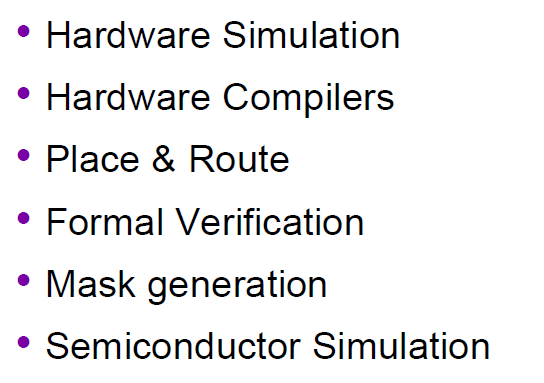 • Hardware Simulation
• Hardware Compilers
• Place & Route
• Formal Verification
• Mask generation
• Semiconductor Simulation